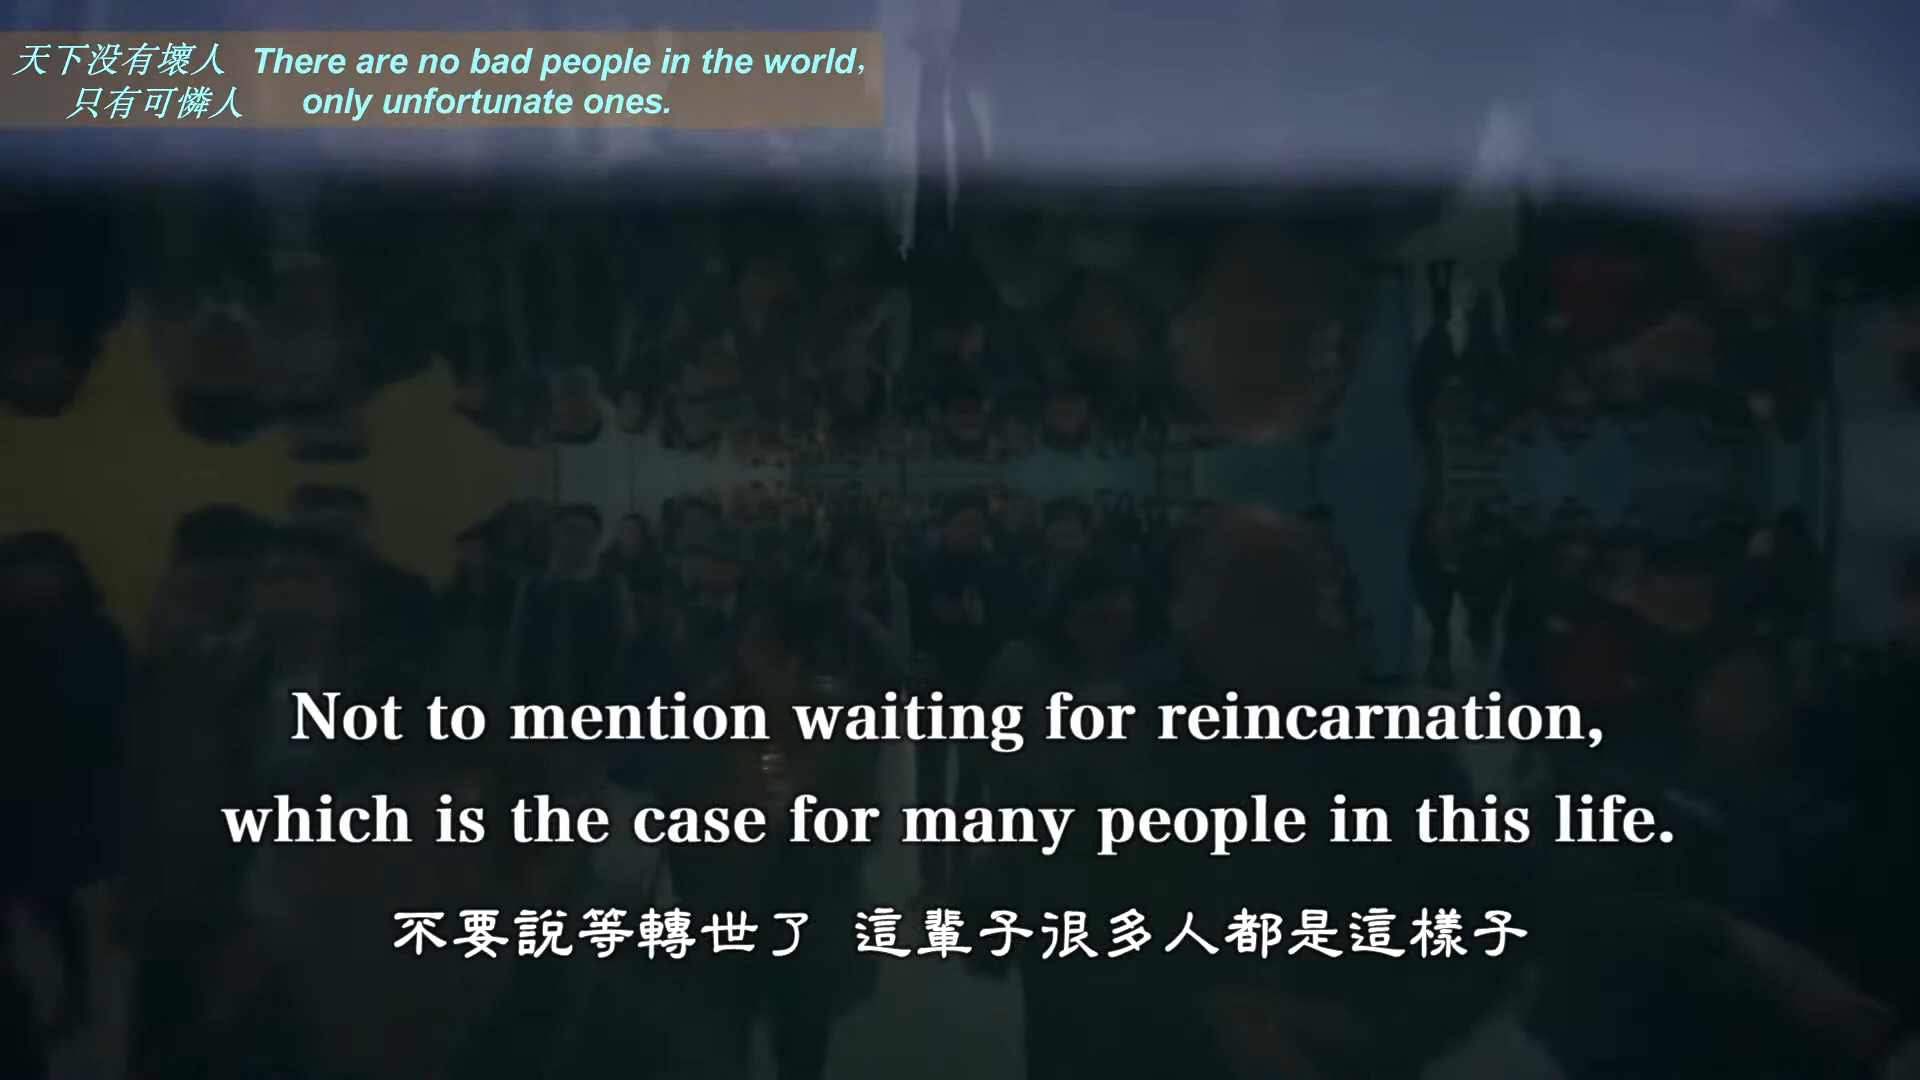 天下没有壞人 There are no bad people in the world,
只有可憐人 only unfortunate ones.
Not to mention waiting for reincarnation,
which is the case for many people in this life.
不要說等轉世了 這輩子很多人都是這樣子